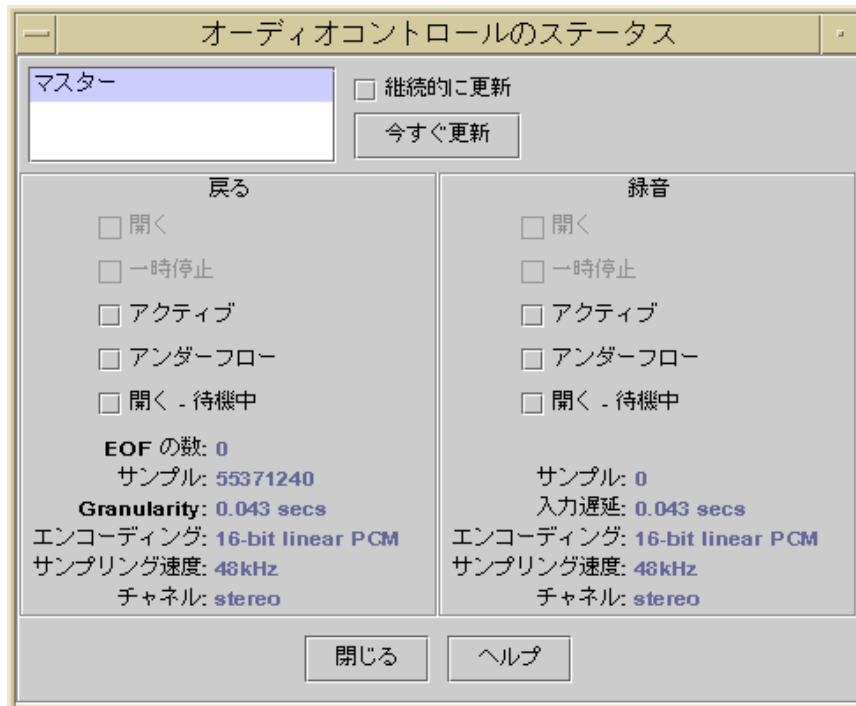 オーディオコントロールのステータス
マスター
継続的に更新
今すぐ更新
戻る
開く
一時停止
アクティブ
アンダーフロー
開く - 待機中
EOF の数: 0
サンプル: 55371240
Granularity: 0.043 secs
エンコーディング: 16-bit linear PCM
サンプリング速度: 48kHz
チャネル: stereo
録音
開く
一時停止
アクティブ
アンダーフロー
開く - 待機中
サンプル: 0
入力遅延: 0.043 secs
エンコーディング: 16-bit linear PCM
サンプリング速度: 48kHz
チャネル: stereo
閉じる
ヘルプ